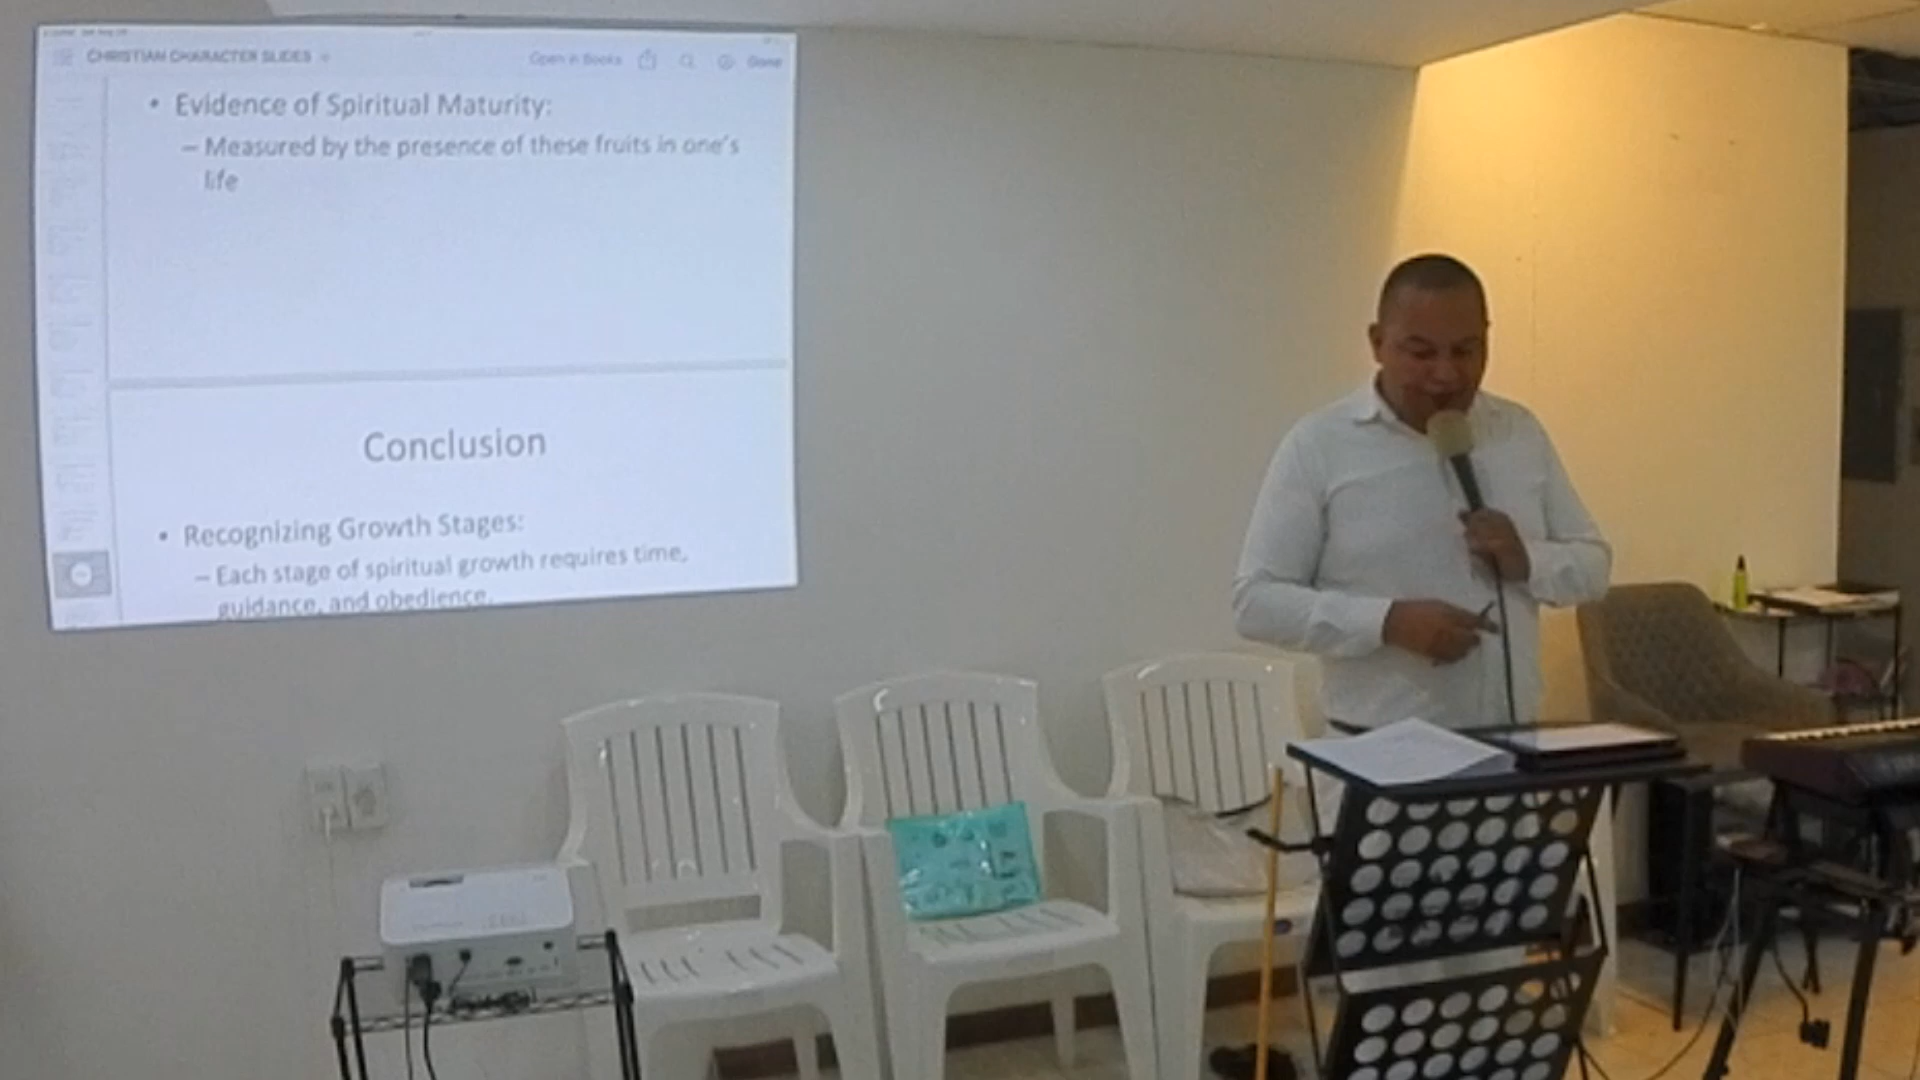 CHRISTIAN CHARACTER SLIDES
Open in Books
Done
• Evidence of Spiritual Maturity:
– Measured by the presence of these fruits in one's
life
Conclusion
• Recognizing Growth Stages:
– Each stage of spiritual growth requires time,
guidance, and obedience.